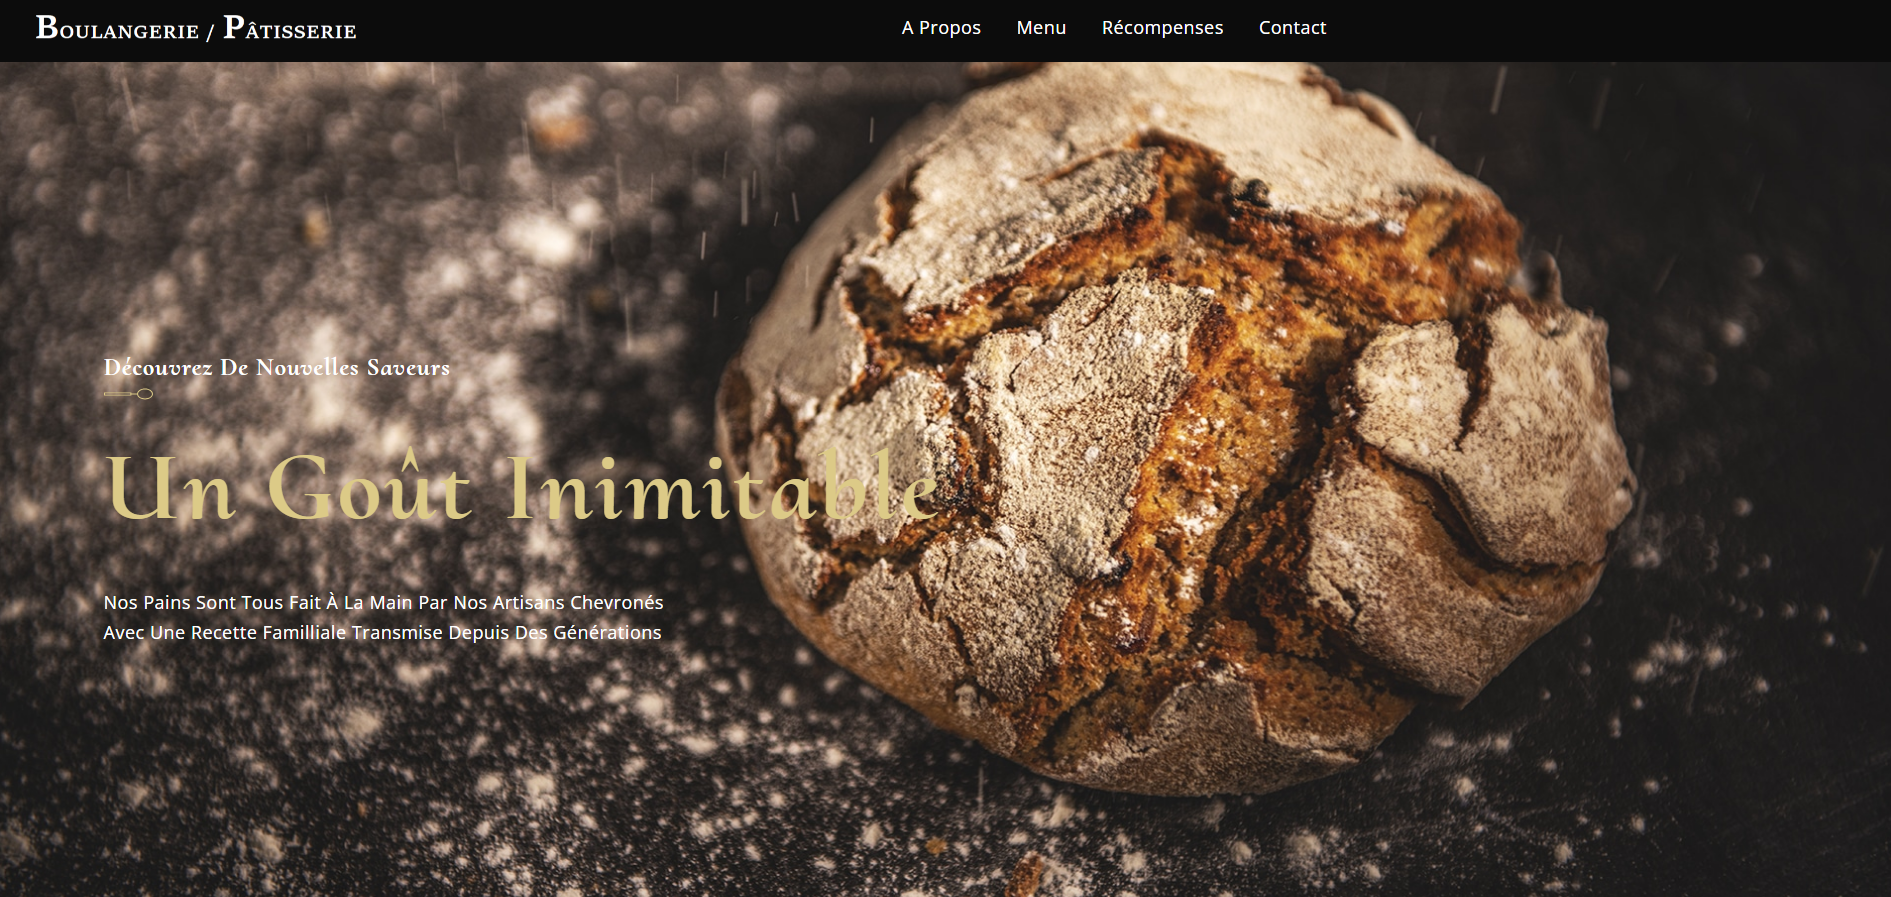 BOULANGERIE / PÂTISSERIE
A Propos Menu Récompenses Contact
Découvrez De Nouvelles Saveurs
Un Goût Inimitable
Nos Pains Sont Tous Fait À La Main Par Nos Artisans Chevronés
Avec Une Recette Familliale Transmise Depuis Des Générations